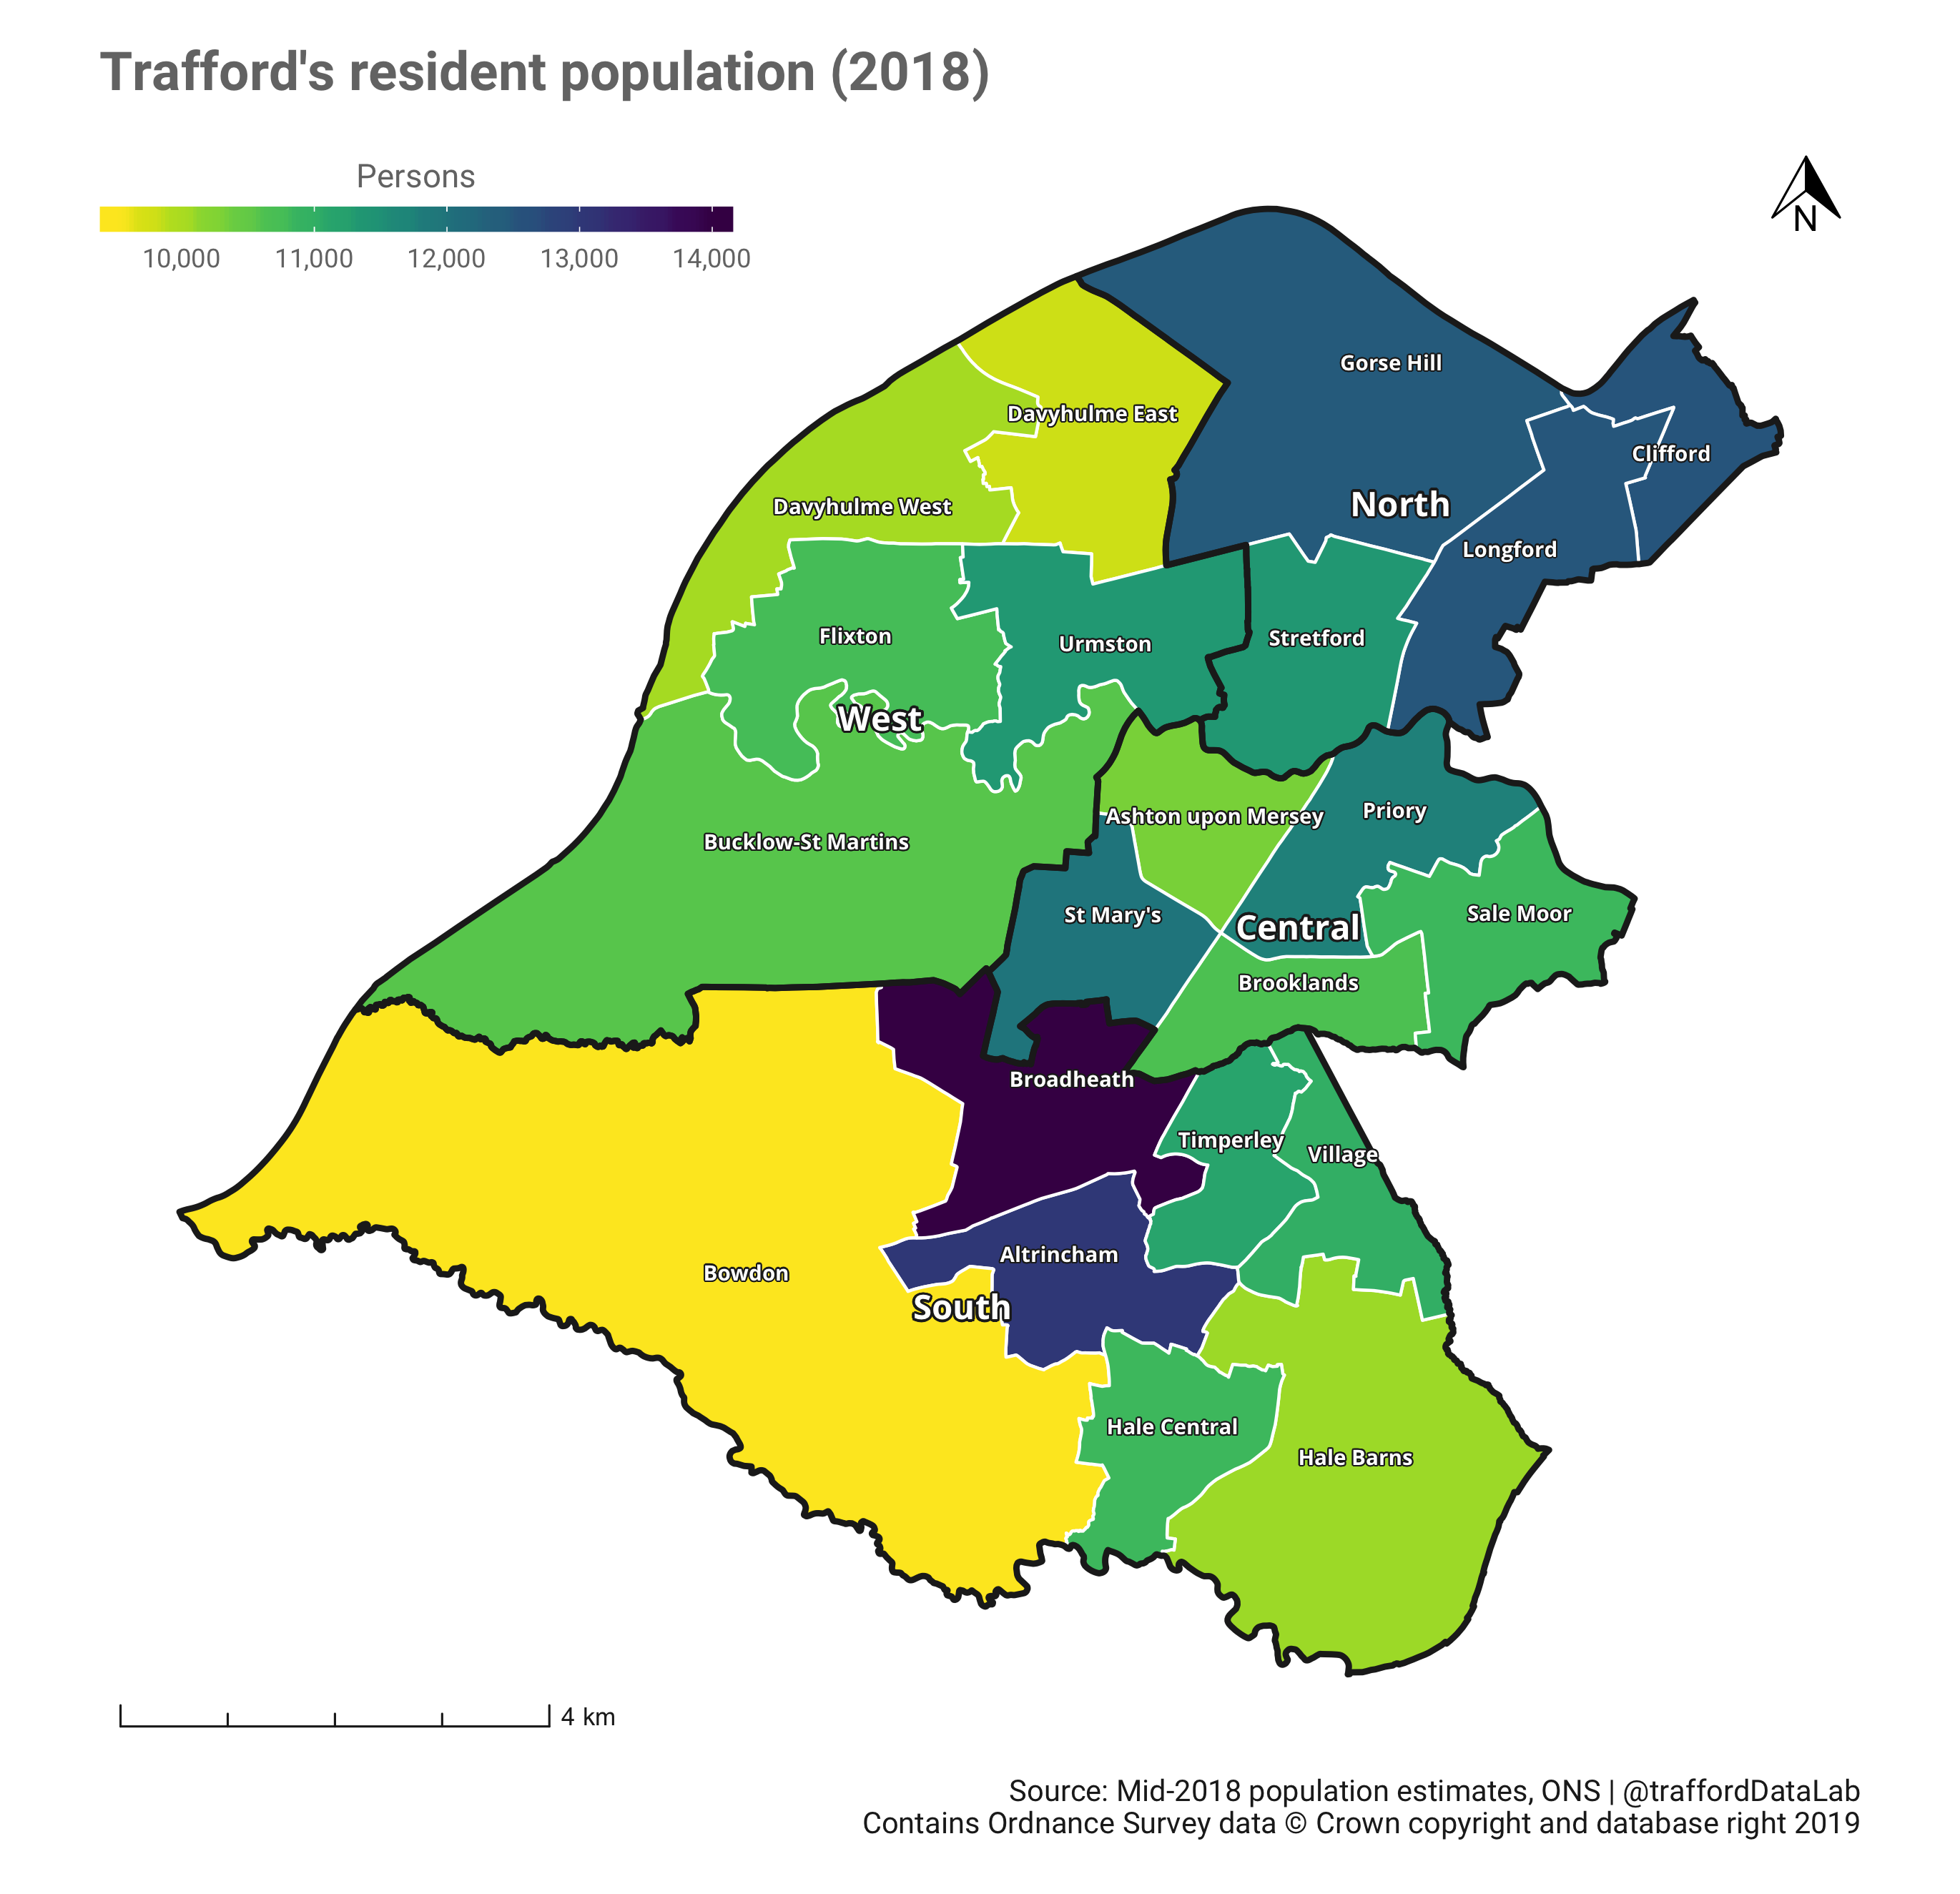 Trafford's resident population (2018)
Persons
10,000 11,000 12,000 13,000 14,000
N
Gorse Hill
Davyhulme East
Clifford
Davyhulme West
North
Longford
Flixton
Urmston
Stretford
West
Ashton upon Mersey
Priory
Bucklow-St Martins
St Mary's
Central
Sale Moor
Brooklands
Broadheath
Timperley
Village
Altrincham
Bowdon
South
Hale Central
Hale Barns
4 km
Source: Mid-2018 population estimates, ONS | @traffordDataLab
Contains Ordnance Survey data © Crown copyright and database right 2019